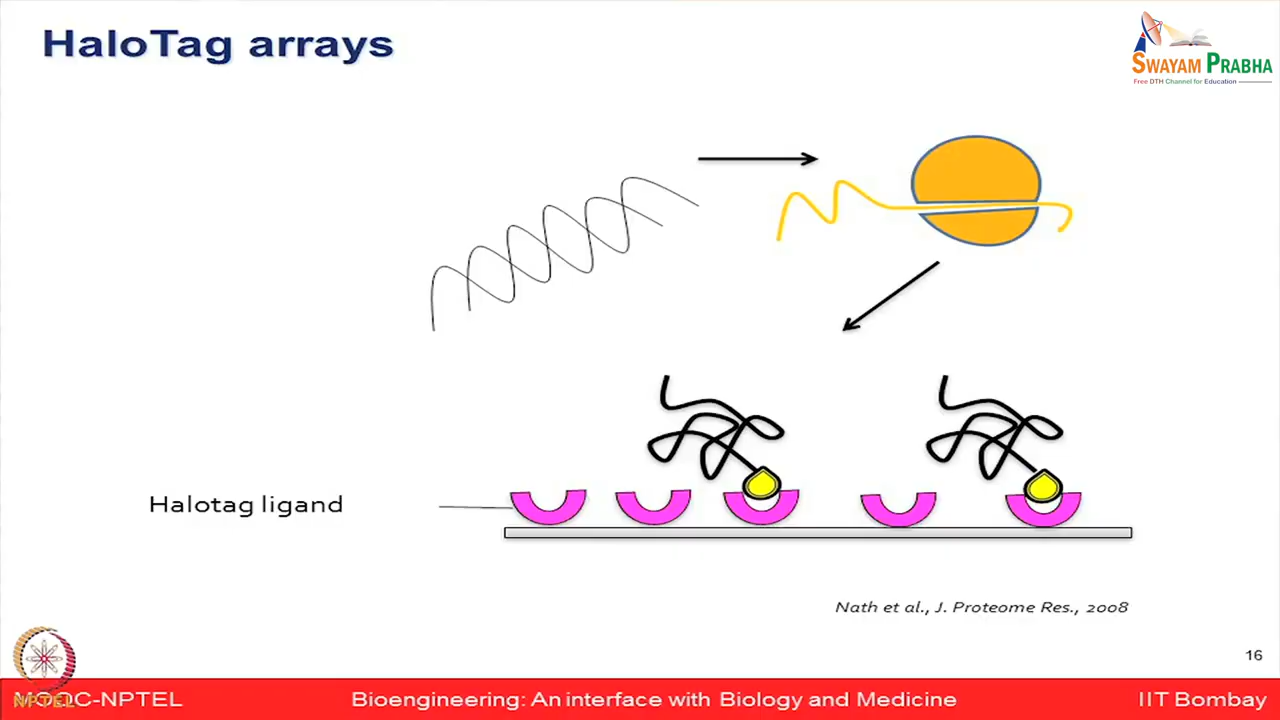 HaloTag arrays
SWAYAM PRABHA
Free DTH Channel for Education
Halotag ligand
Nath et al., J. Proteome Res., 2008
16
MOOC-NPTEL
NPTEL
Bioengineering: An interface with Biology and Medicine
IIT Bombay